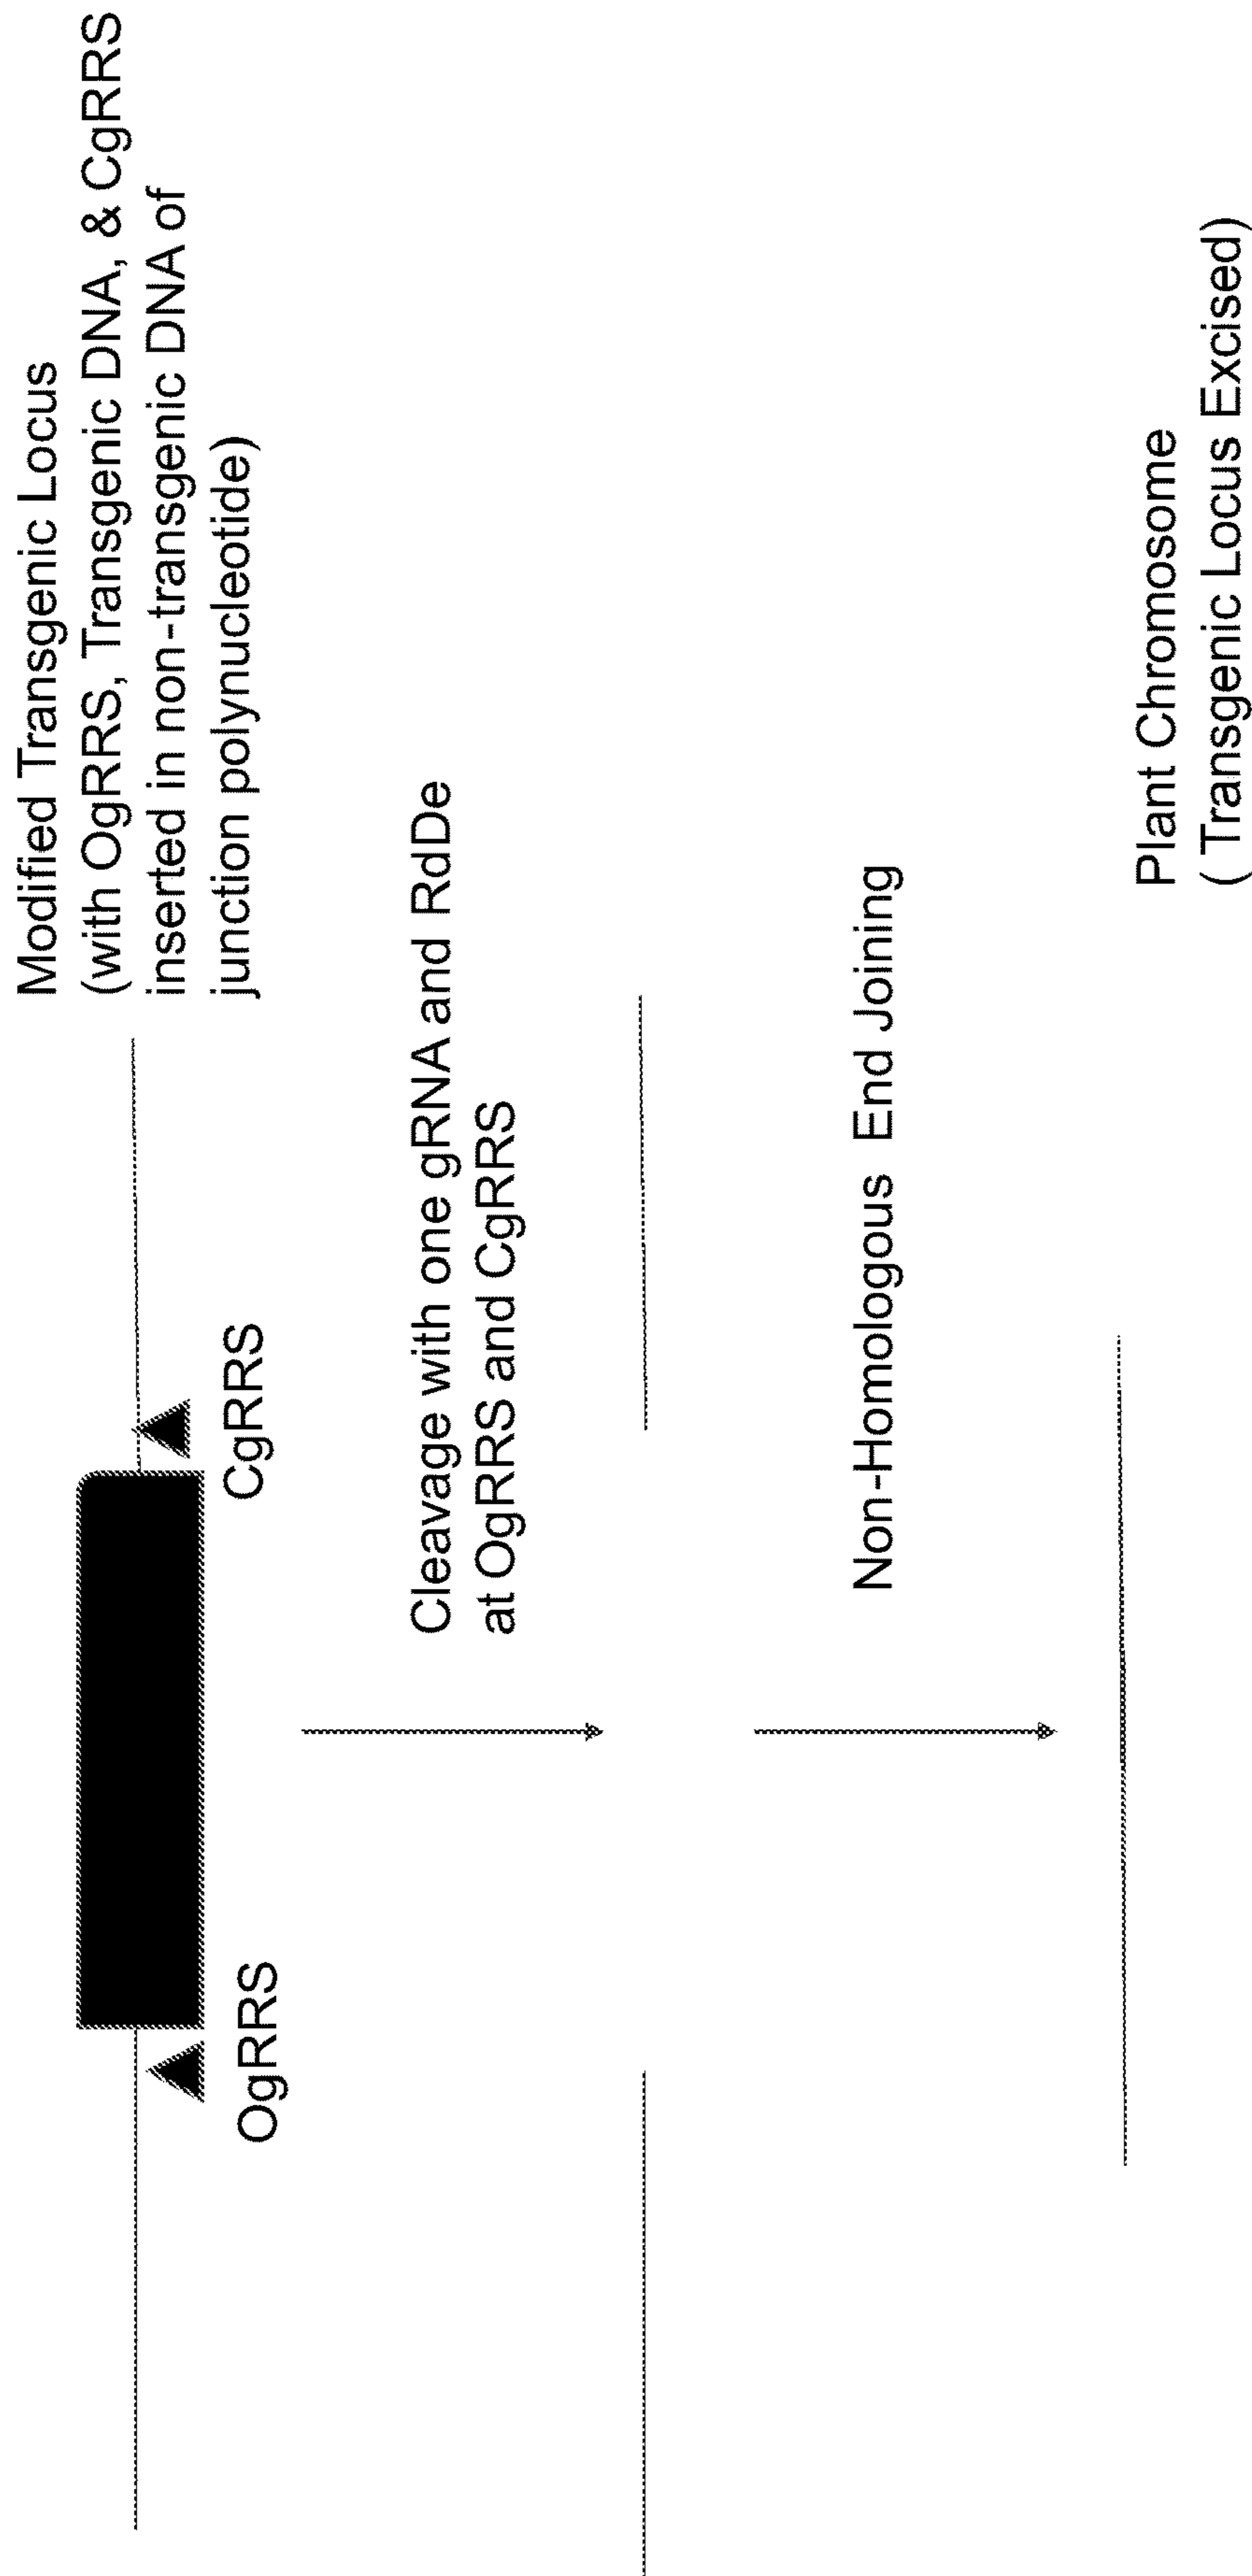 Modified Transgenic Locus
(with OgRRS, Transgenic DNA, & CgRRS
inserted in non-transgenic DNA of
junction polynucleotide)
OgRRS
CgRRS
Cleavage with one gRNA and RdDe
at OgRRS and CgRRS
Non-Homologous End Joining
Plant Chromosome
( Transgenic Locus Excised)